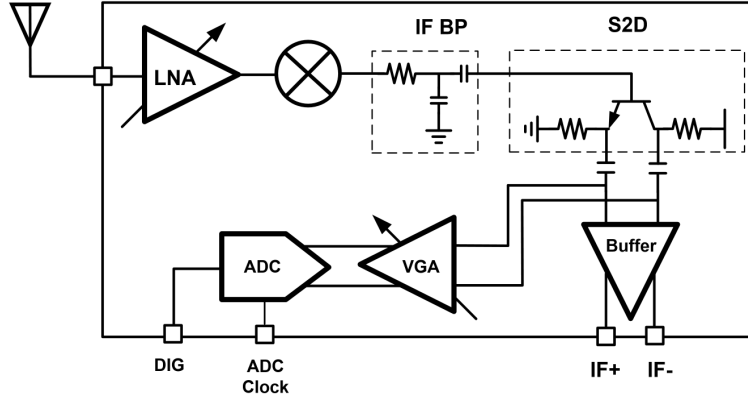 IF BP
S2D
LNA
Buffer
ADC
VGA
DIG
ADC
Clock
IF+
IF-